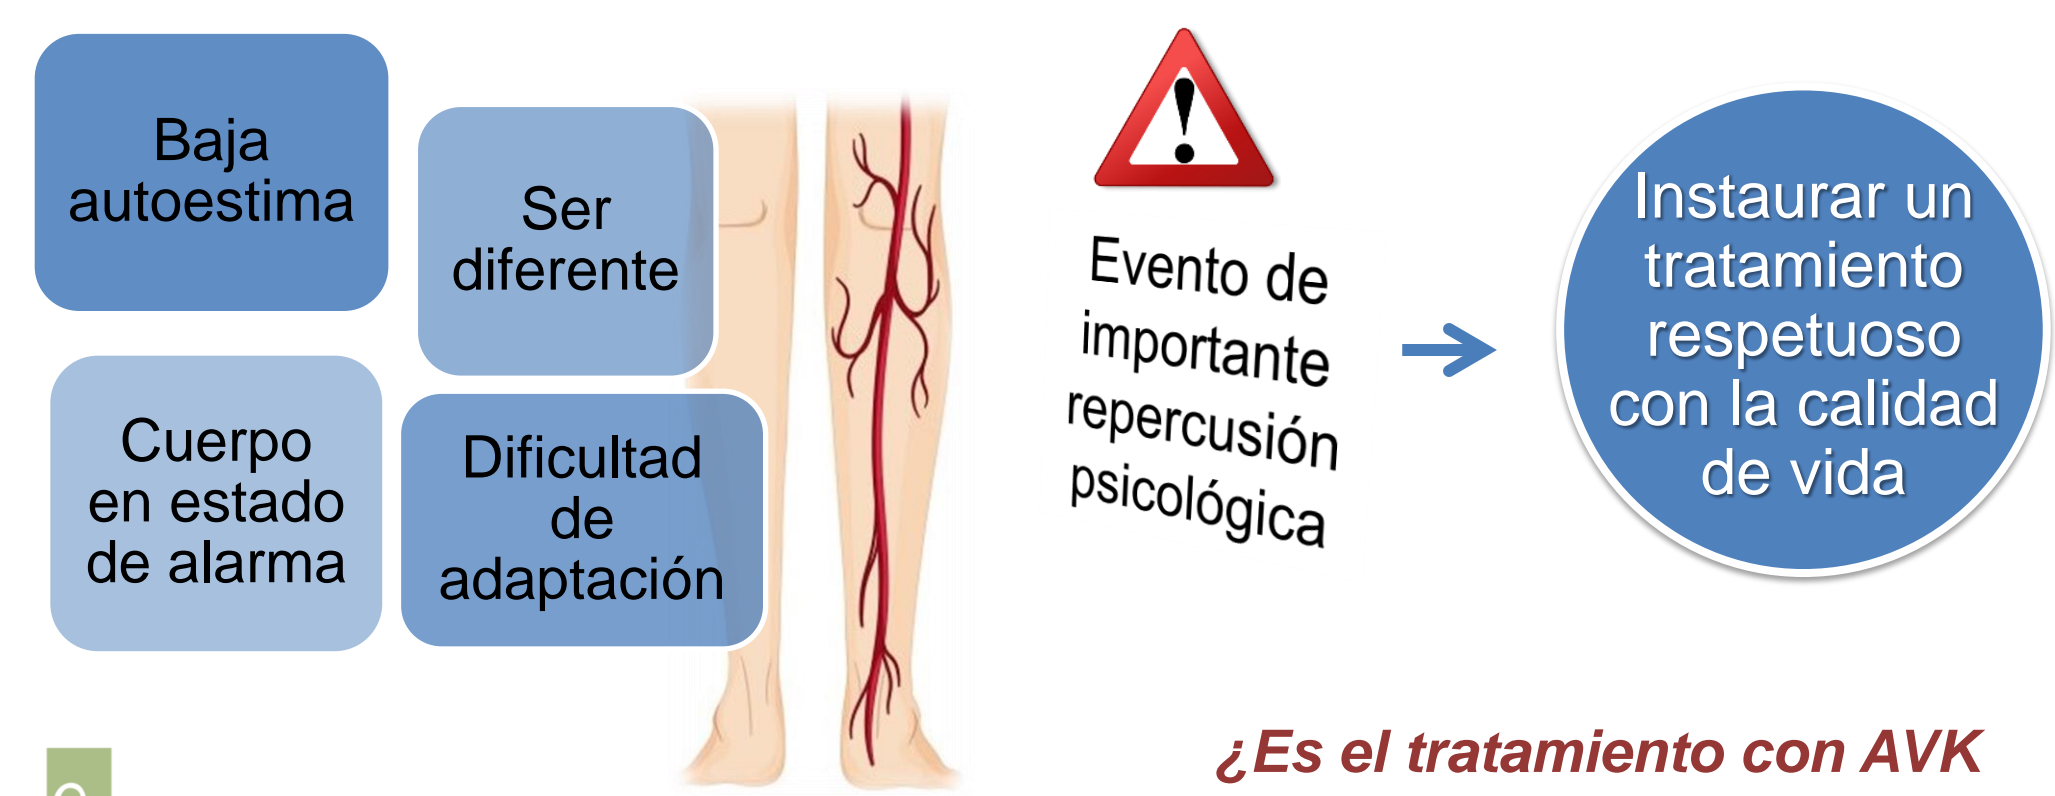 Baja
autoestima
Ser
diferente
Cuerpo
en estado
de alarma
Dificultad
de
adaptación
Evento de
importante
repercusión
psicológica
Instaurar un
tratamiento
respetuoso
con la calidad
de vida
¿Es el tratamiento con AVK